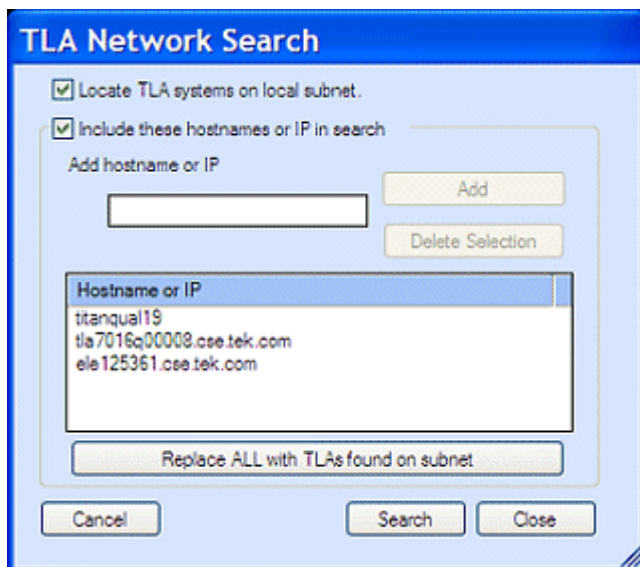 TLA Network Search
Locate TLA systems on local subnet.
Include these hostnames or IP in search
Add hostname or IP
Add
Delete Selection
Hostname or IP
titanqual19
tla7016q00008.cse.tek.com
ele125361.cse.tek.com
Replace ALL with TLAs found on subnet
Cancel Search Close